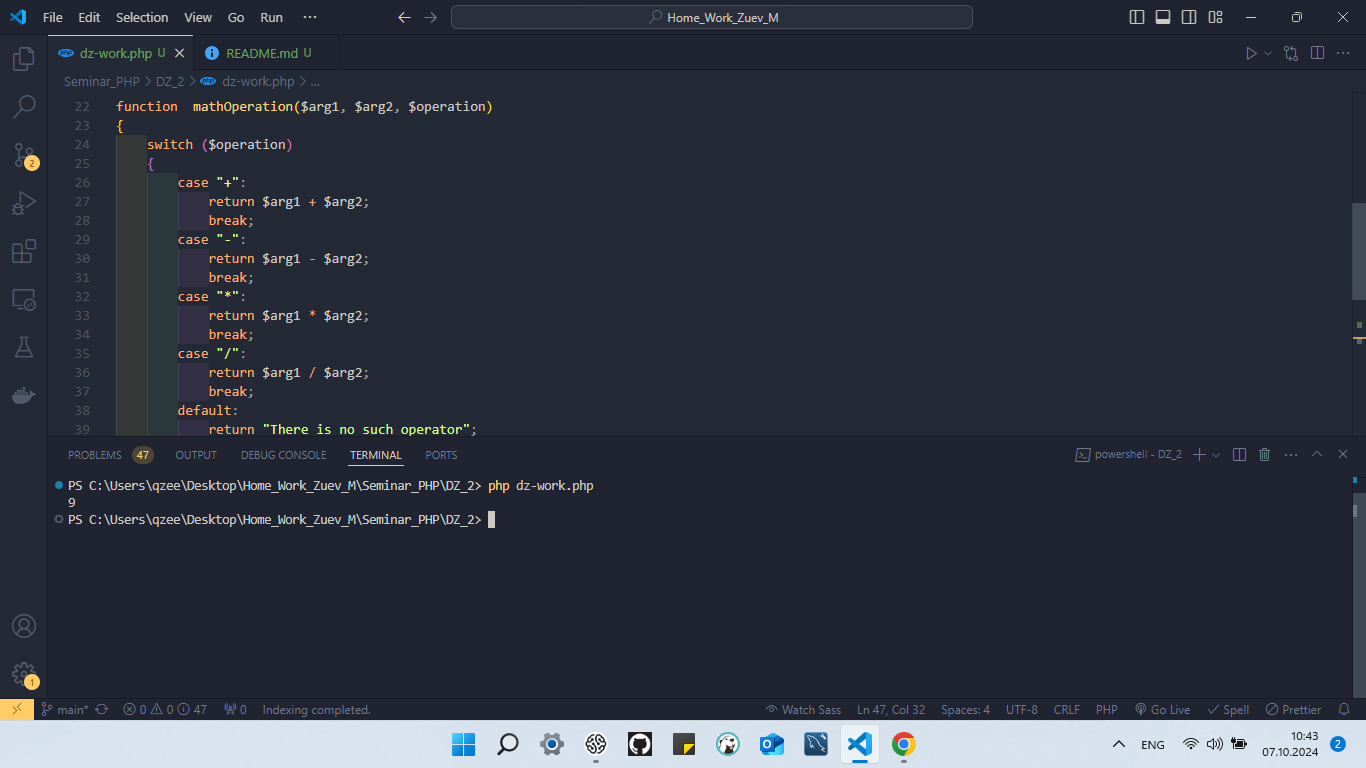 File Edit Selection View Go Run ··· Home_Work_Zuev_M
php dz-work.php U README.md U
Seminar_PHP > DZ_2 > php dz-work.php > ...
22 function  mathOperation($arg1, $arg2, $operation)
23 {
24 switch ($operation)
25 {
26 case "+":
27 return $arg1 + $arg2;
28 break;
29 case "-":
30 return $arg1 - $arg2;
31 break;
32 case "*":
33 return $arg1 * $arg2;
34 break;
35 case "/":
36 return $arg1 / $arg2;
37 break;
38 default:
39 return "There is no such operator";
PROBLEMS 47 OUTPUT DEBUG CONSOLE TERMINAL PORTS powershell - DZ_2
PS C:\Users\qzee\Desktop\Home_Work_Zuev_M\Seminar_PHP\DZ_2> php dz-work.php
9
PS C:\Users\qzee\Desktop\Home_Work_Zuev_M\Seminar_PHP\DZ_2>
2
1
main* 0 0 47 0 Indexing completed. Watch Sass Ln 47, Col 32 Spaces: 4 UTF-8 CRLF PHP Go Live Spell Prettier
ENG 10:43
07.10.2024 2